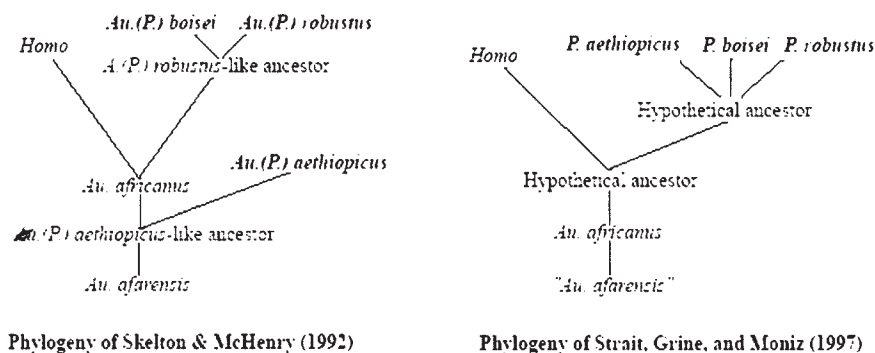 Au.(P.) boisei Au.(P.) robustus
Homo
A.(P.) robustus-like ancestor
Au.(P.) aethiopicus
Au. africanus
Au.(P.) aethiopicus-like ancestor
Au. afarensis
Phylogeny of Skelton & McHenry (1992)
P. aethiopicus P. boisei P. robustus
Homo
Hypothetical ancestor
Hypothetical ancestor
Au. africanus
"Au. afarensis"
Phylogeny of Strait, Grine, and Moniz (1997)